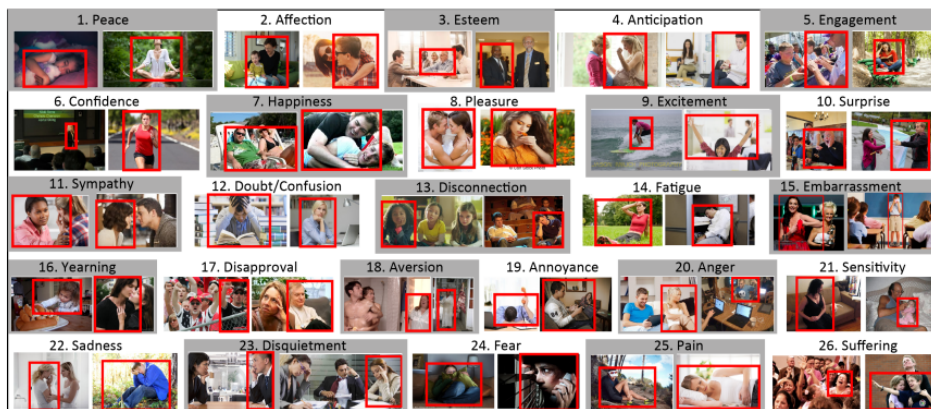 1. Peace
2. Affection
3. Esteem
4. Anticipation
5. Engagement
6. Confidence
7. Happiness
8. Pleasure
9. Excitement
10. Surprise
11. Sympathy
12. Doubt/Confusion
13. Disconnection
14. Fatigue
15. Embarrassment
16. Yearning
17. Disapproval
18. Aversion
19. Annoyance
20. Anger
21. Sensitivity
22. Sadness
23. Disquietment
24. Fear
25. Pain
26. Suffering